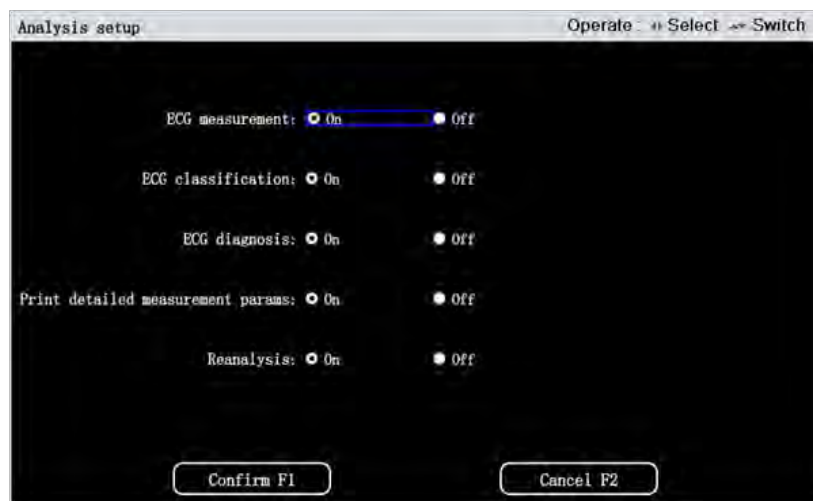 Analysis setup Operate: Select Switch
ECG measurement: On Off
ECG classification: On Off
ECG diagnosis: On Off
Print detailed measurement params: On Off
Reanalysis: On Off
Confirm F1 Cancel F2